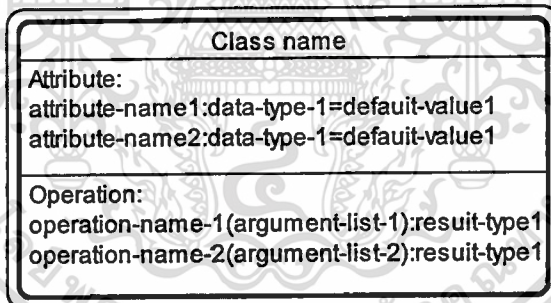 Class name
Attribute:
attribute-name1:data-type-1=defauit-value1
attribute-name2:data-type-1=defauit-value1
Operation:
operation-name-1(argument-list-1):resuit-type1
operation-name-2(argument-list-2):resuit-type1